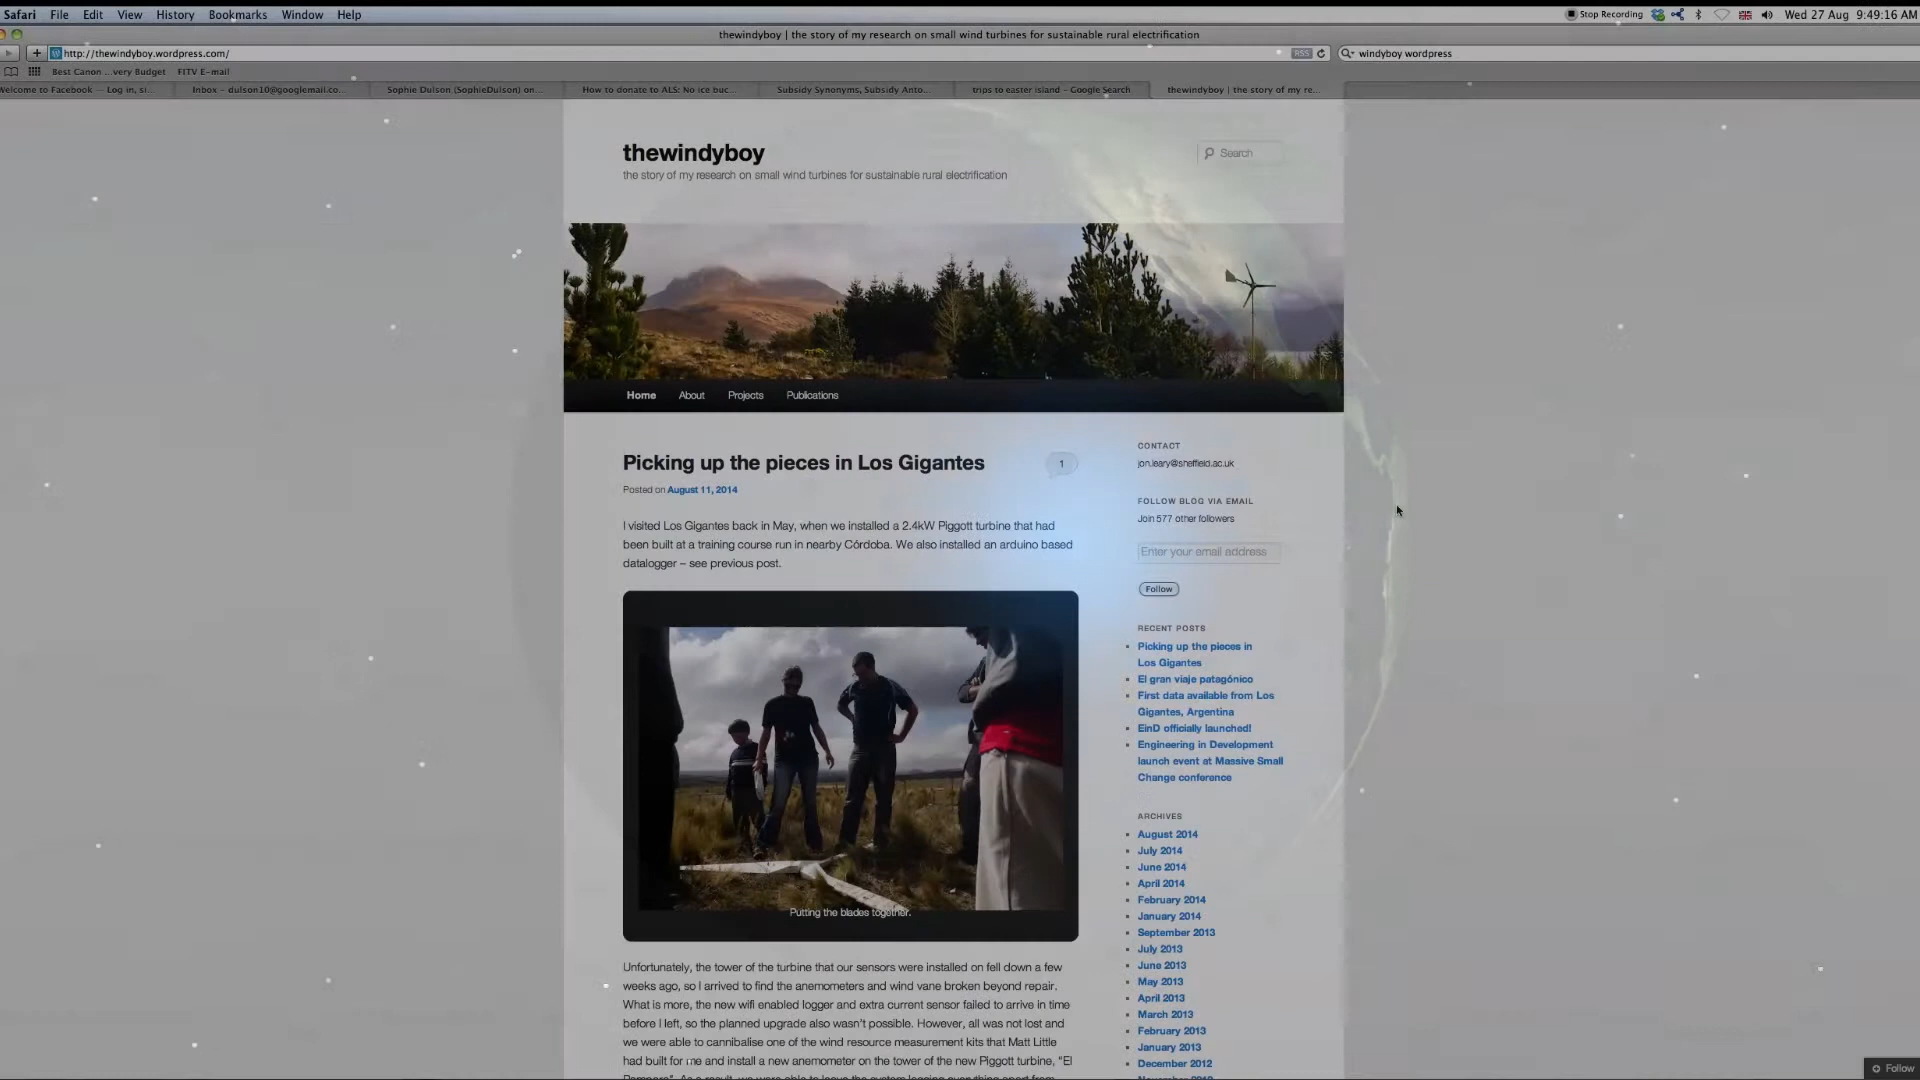 Safari File Edit View History Bookmarks Window Help
Stop Recording Wed 27 Aug 9:49:16 AM
thewindyboy | the story of my research on small wind turbines for sustainable rural electrification
http://thewindyboy.wordpress.com/ RSS windyboy wordpress
Best Canon ...very Budget FITV E-mail
Welcome to Facebook — Log in, si... Inbox – dulson10@googlemail.co... Sophie Dulson (SophieDulson) on... How to donate to ALS: No ice buc... Subsidy Synonyms, Subsidy Anto... trips to easter island – Google Search thewindyboy | the story of my re...
thewindyboy
Search
the story of my research on small wind turbines for sustainable rural electrification
Home About Projects Publications
Picking up the pieces in Los Gigantes
1
Posted on August 11, 2014
I visited Los Gigantes back in May, when we installed a 2.4kW Piggott turbine that had
been built at a training course run in nearby Córdoba. We also installed an arduino based
datalogger – see previous post.
Putting the blades together.
Unfortunately, the tower of the turbine that our sensors were installed on fell down a few
weeks ago, so I arrived to find the anemometers and wind vane broken beyond repair.
What is more, the new wifi enabled logger and extra current sensor failed to arrive in time
before I left, so the planned upgrade also wasn't possible. However, all was not lost and
we were able to cannibalise one of the wind resource measurement kits that Matt Little
had built for me and install a new anemometer on the tower of the new Piggott turbine, "El
CONTACT
jon.leary@sheffield.ac.uk
FOLLOW BLOG VIA EMAIL
Join 577 other followers
Enter your email address
Follow
RECENT POSTS
Picking up the pieces in
Los Gigantes
El gran viaje patagónico
First data available from Los
Gigantes, Argentina
EinD officially launched!
Engineering in Development
launch event at Massive Small
Change conference
ARCHIVES
August 2014
July 2014
June 2014
April 2014
February 2014
January 2014
September 2013
July 2013
June 2013
May 2013
April 2013
March 2013
February 2013
January 2013
December 2012
Follow